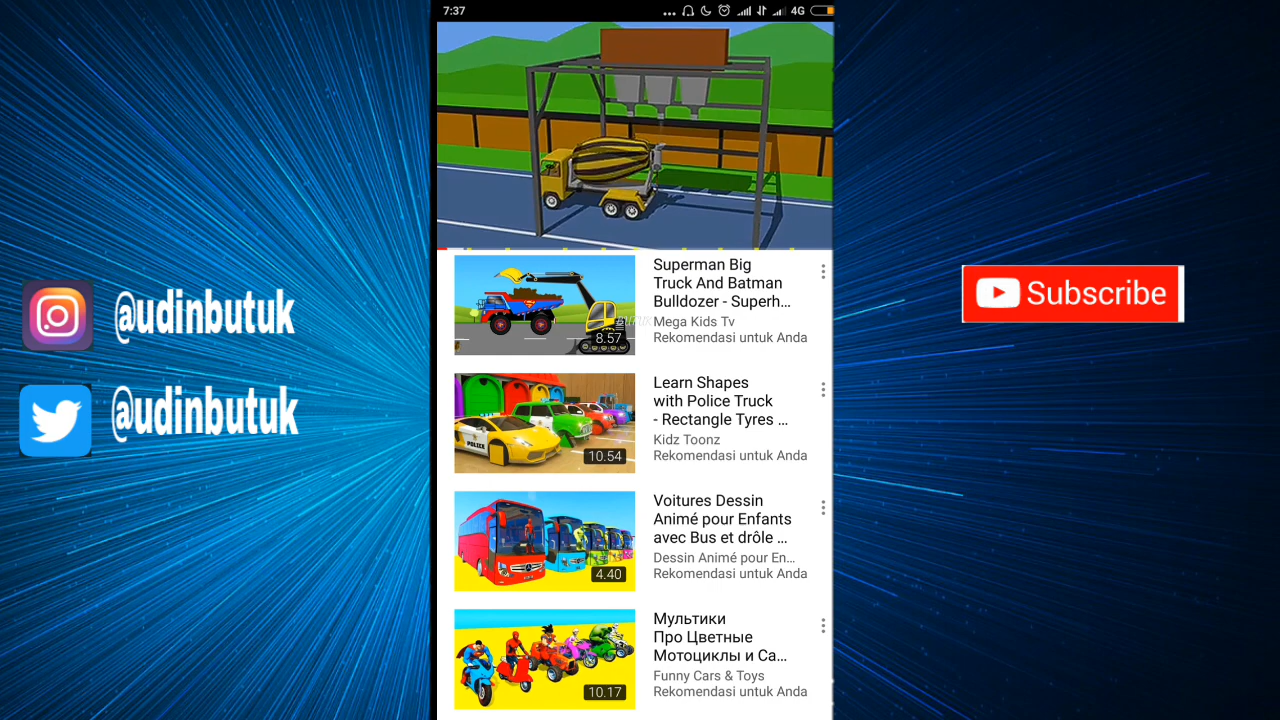 7:37
4G
Superman Big
Truck And Batman
Bulldozer - Superh...
Mega Kids Tv
Rekomendasi untuk Anda
8.57
Learn Shapes
with Police Truck
- Rectangle Tyres ...
Kidz Toonz
Rekomendasi untuk Anda
POLICE
10.54
Voitures Dessin
Animé pour Enfants
avec Bus et drôle ...
Dessin Animé pour En...
Rekomendasi untuk Anda
4.40
Мультики
Про Цветные
Мотоциклы и Са...
Funny Cars & Toys
Rekomendasi untuk Anda
10.17
@udinbutuk
@udinbutuk
Subscribe